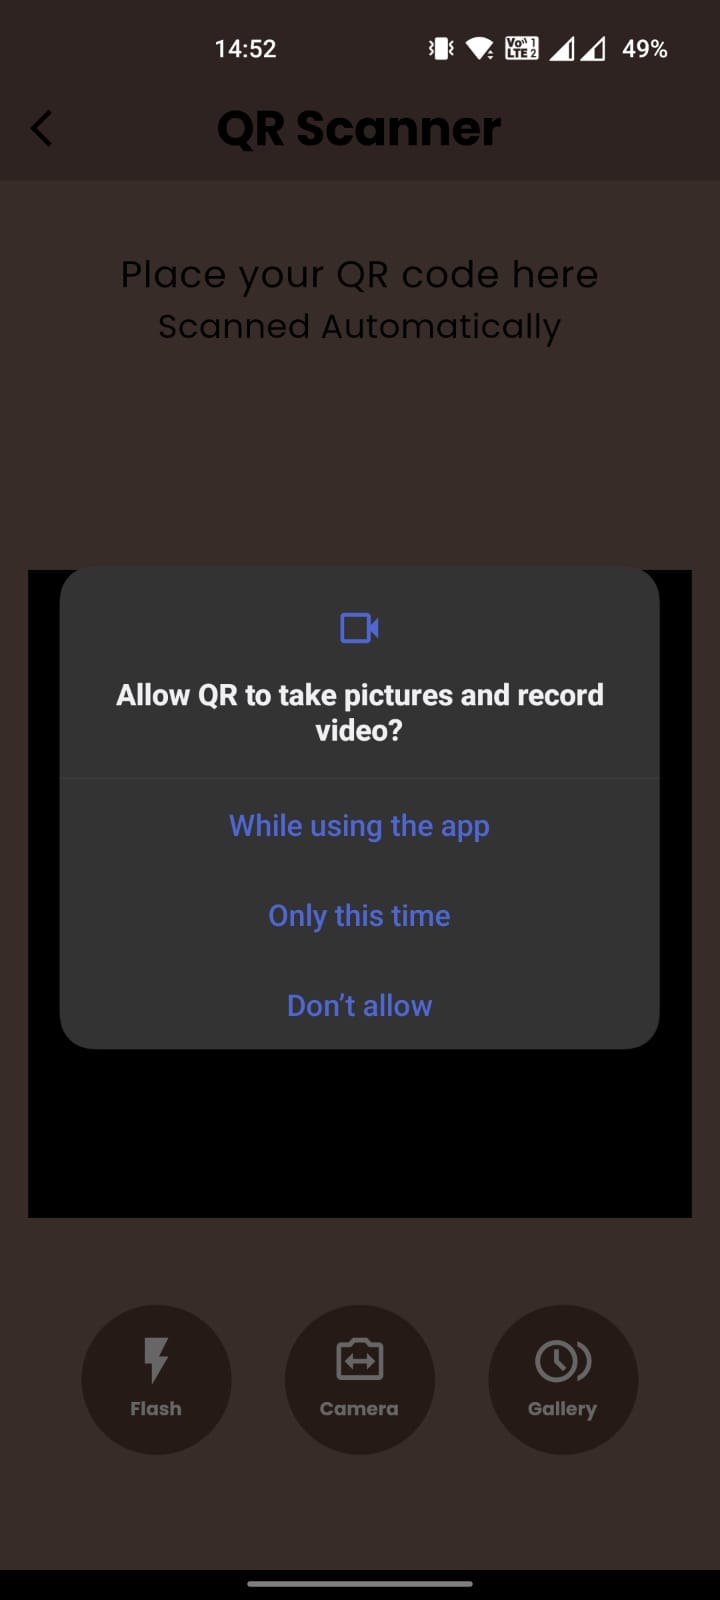 14:52
Vo)) 1
LTE 2
49%
QR Scanner
Place your QR code here
Scanned Automatically
Allow QR to take pictures and record
video?
While using the app
Only this time
Don’t allow
Flash
Camera
Gallery